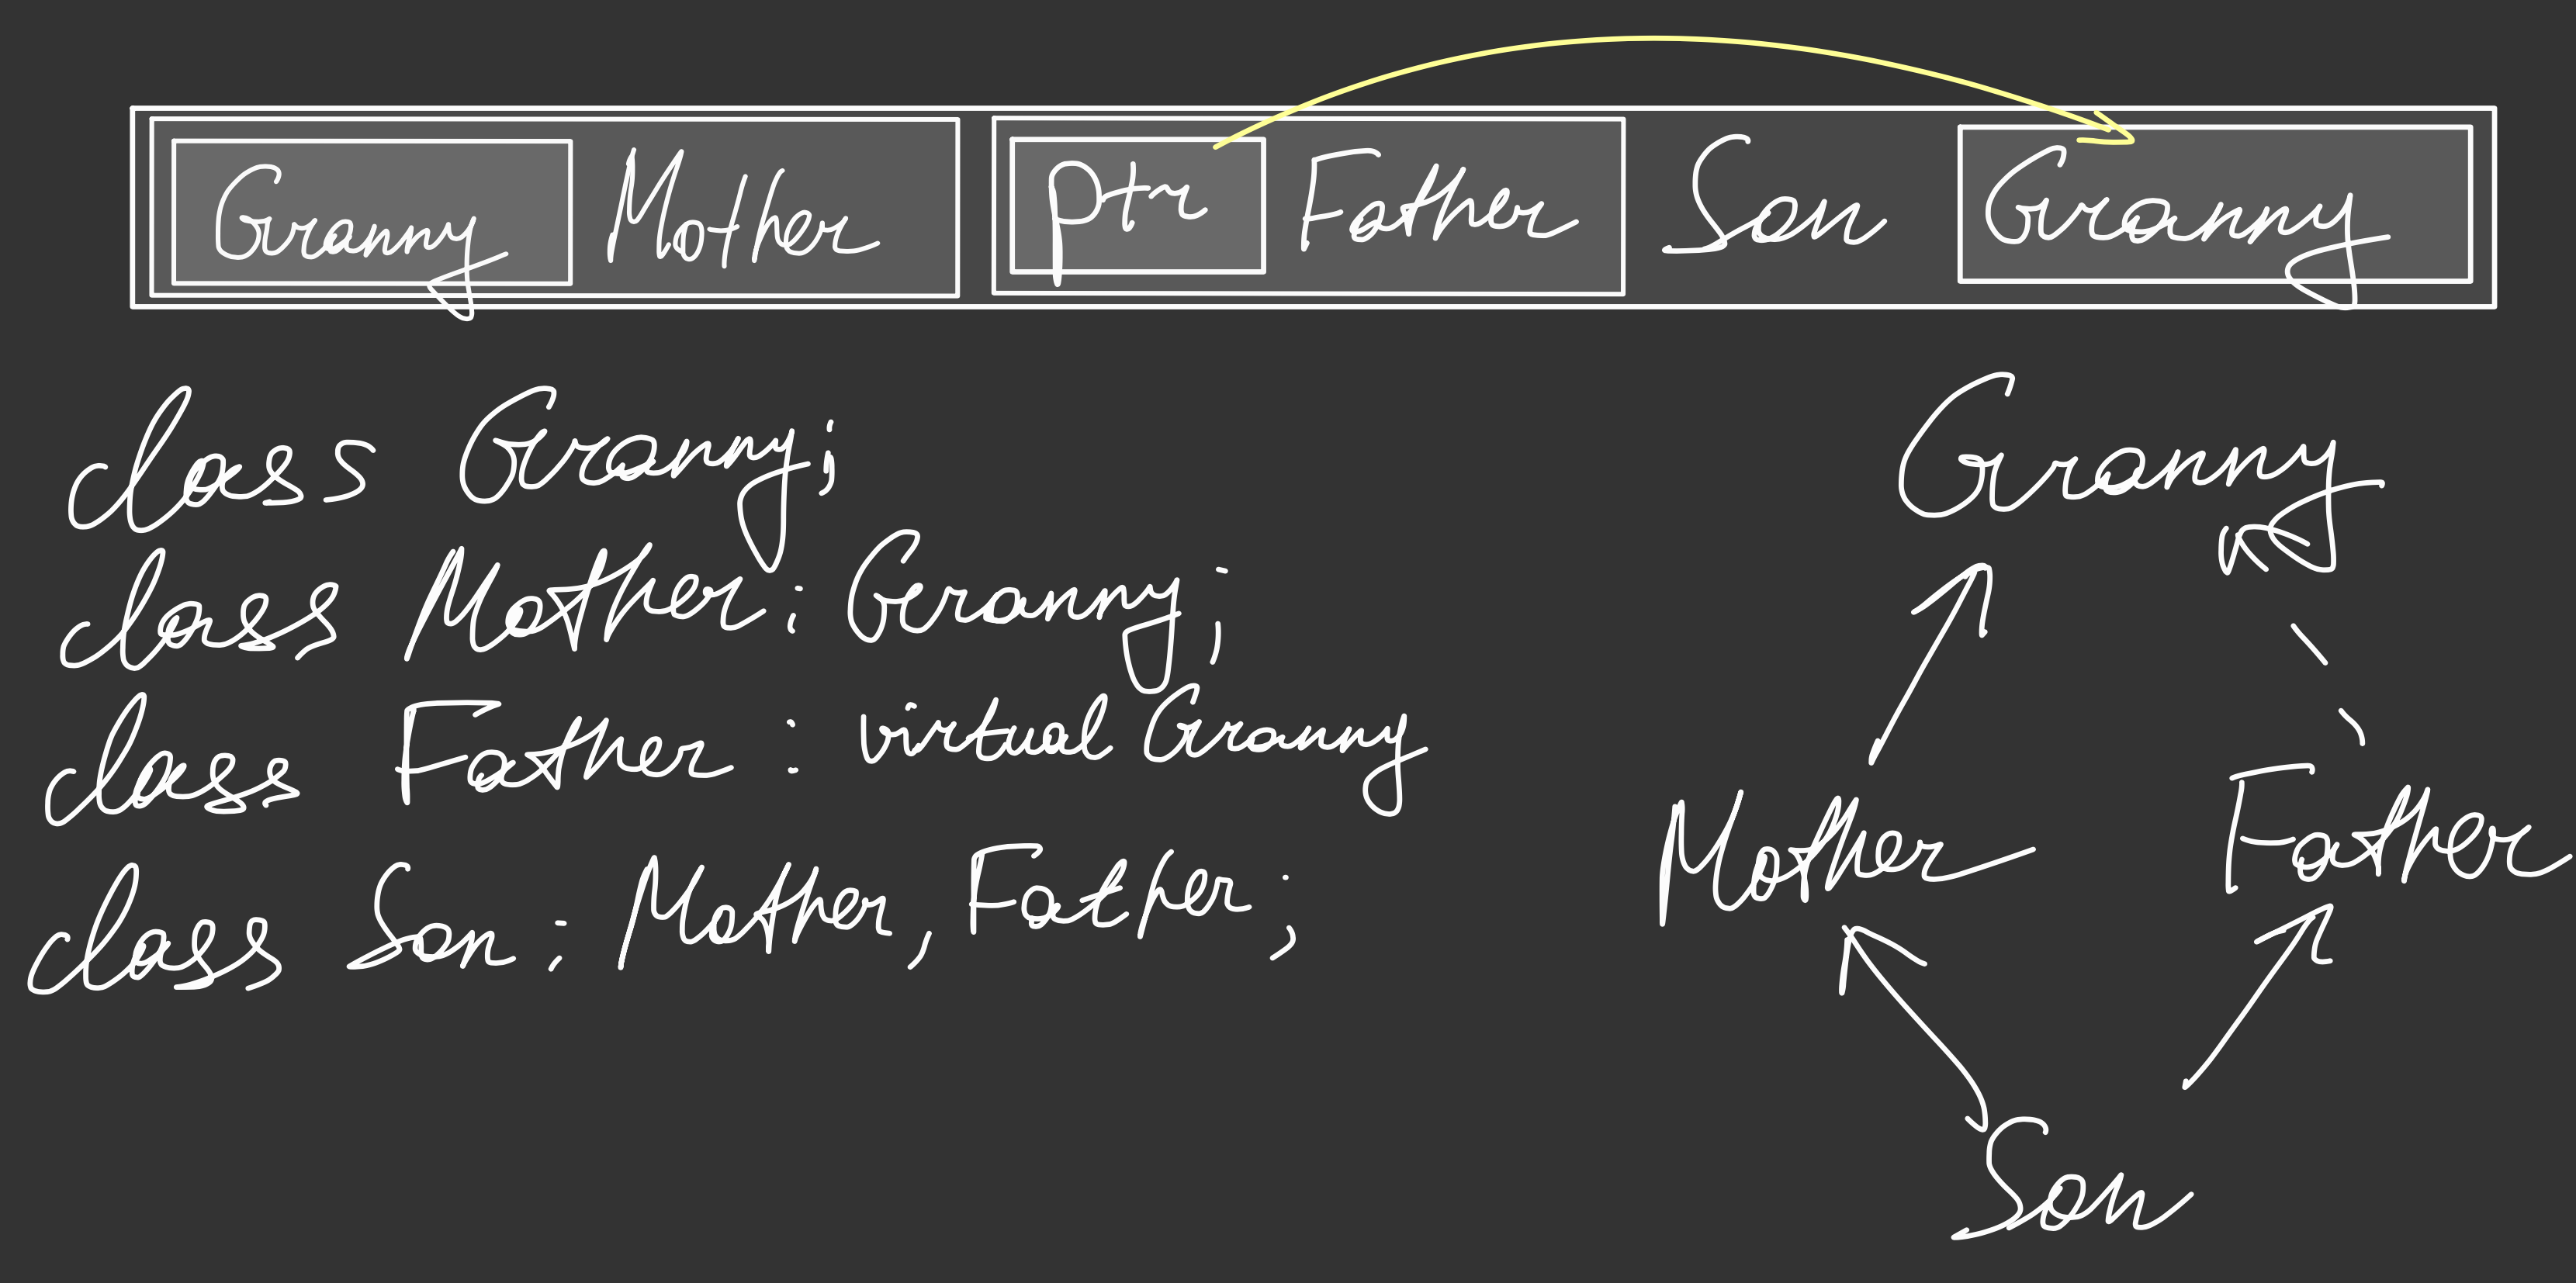 Granny Mother ptr Father Son Granny
class Granny;
class Mother : Granny;
class Father : virtual Granny
class Son : Mother, Father;
Granny
Mother Father
Son